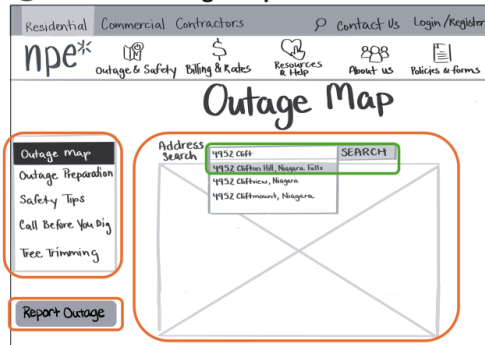 Residential Commercial Contractors Contact Us Login/Register
npe*
Outage & Safety Billing & Rates Resources & Help About us Policies & forms
Outage Map
Outage Map
Outage Preparation
Safety Tips
Call Before You Dig
Tree Trimming
Report Outage
Address Search 4952 Clift SEARCH
4952 Clifton Hill, Niagara Falls
4952 Cliftview, Niagara
4952 Cliftmount, Niagara